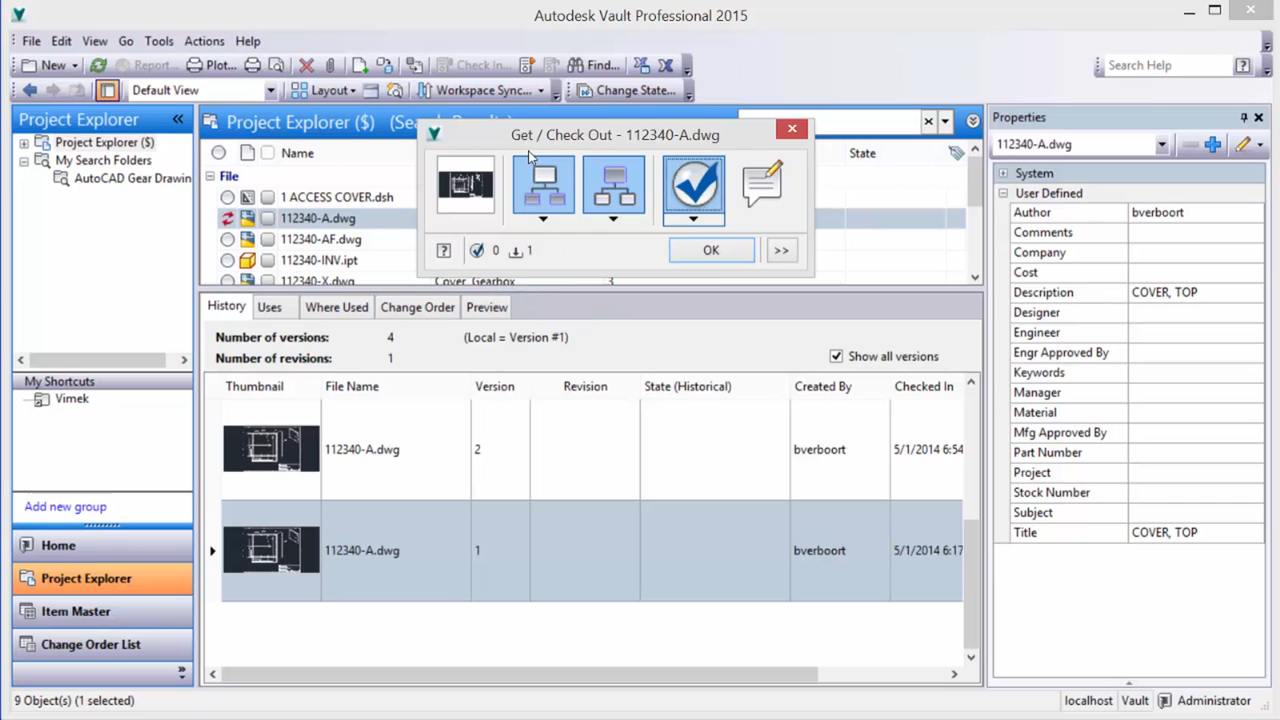 Autodesk Vault Professional 2015
File Edit View Go Tools Actions Help
New Report... Plot... Check In... Find... Search Help
Default View Layout Workspace Sync... Change State...
Project Explorer
Project Explorer ($)
My Search Folders
AutoCAD Gear Drawin
My Shortcuts
Vimek
Add new group
Home
Project Explorer
Item Master
Change Order List
Project Explorer ($)
Name State
File
1 ACCESS COVER.dsh
112340-A.dwg
112340-AF.dwg
112340-INV.ipt
112340-X.dwg Cover Gearbox 3
Get / Check Out - 112340-A.dwg
0 1 OK >>
History Uses Where Used Change Order Preview
Number of versions: 4 (Local = Version #1)
Number of revisions: 1 Show all versions
Thumbnail File Name Version Revision State (Historical) Created By Checked In
112340-A.dwg 2 bverboort 5/1/2014 6:54
112340-A.dwg 1 bverboort 5/1/2014 6:17
Properties
112340-A.dwg
System
User Defined
Author bverboort
Comments
Company
Cost
Description COVER, TOP
Designer
Engineer
Engr Approved By
Keywords
Manager
Material
Mfg Approved By
Part Number
Project
Stock Number
Subject
Title COVER, TOP
9 Object(s) (1 selected) localhost Vault Administrator